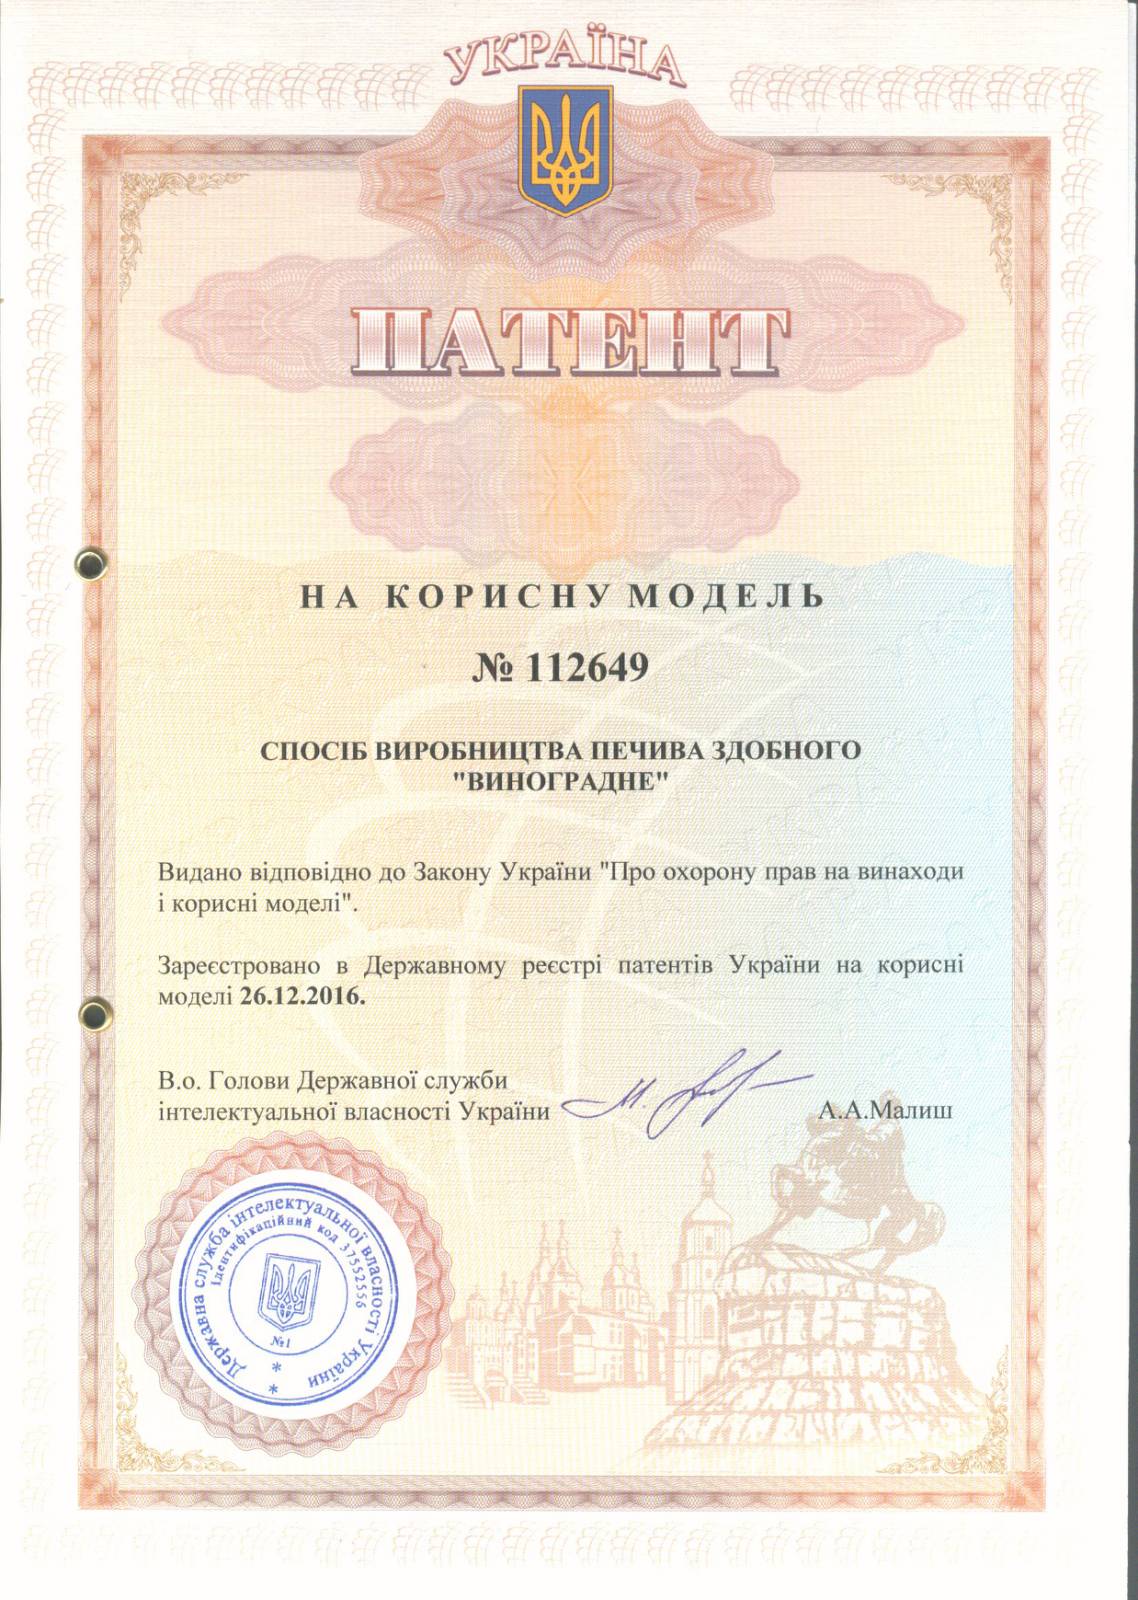 УКРАЇНА
ПАТЕНТ
НА КОРИСНУ МОДЕЛЬ
№ 112649
СПОСІБ ВИРОБНИЦТВА ПЕЧИВА ЗДОБНОГО
"ВИНОГРАДНЕ"
Видано відповідно до Закону України "Про охорону прав на винаходи
і корисні моделі".
Зареєстровано в Державному реєстрі патентів України на корисні
моделі 26.12.2016.
В.о. Голови Державної служби
інтелектуальної власності України
А.А.Малиш
Державна служба інтелектуальної власності України
ідентифікаційний код 37552556
№1